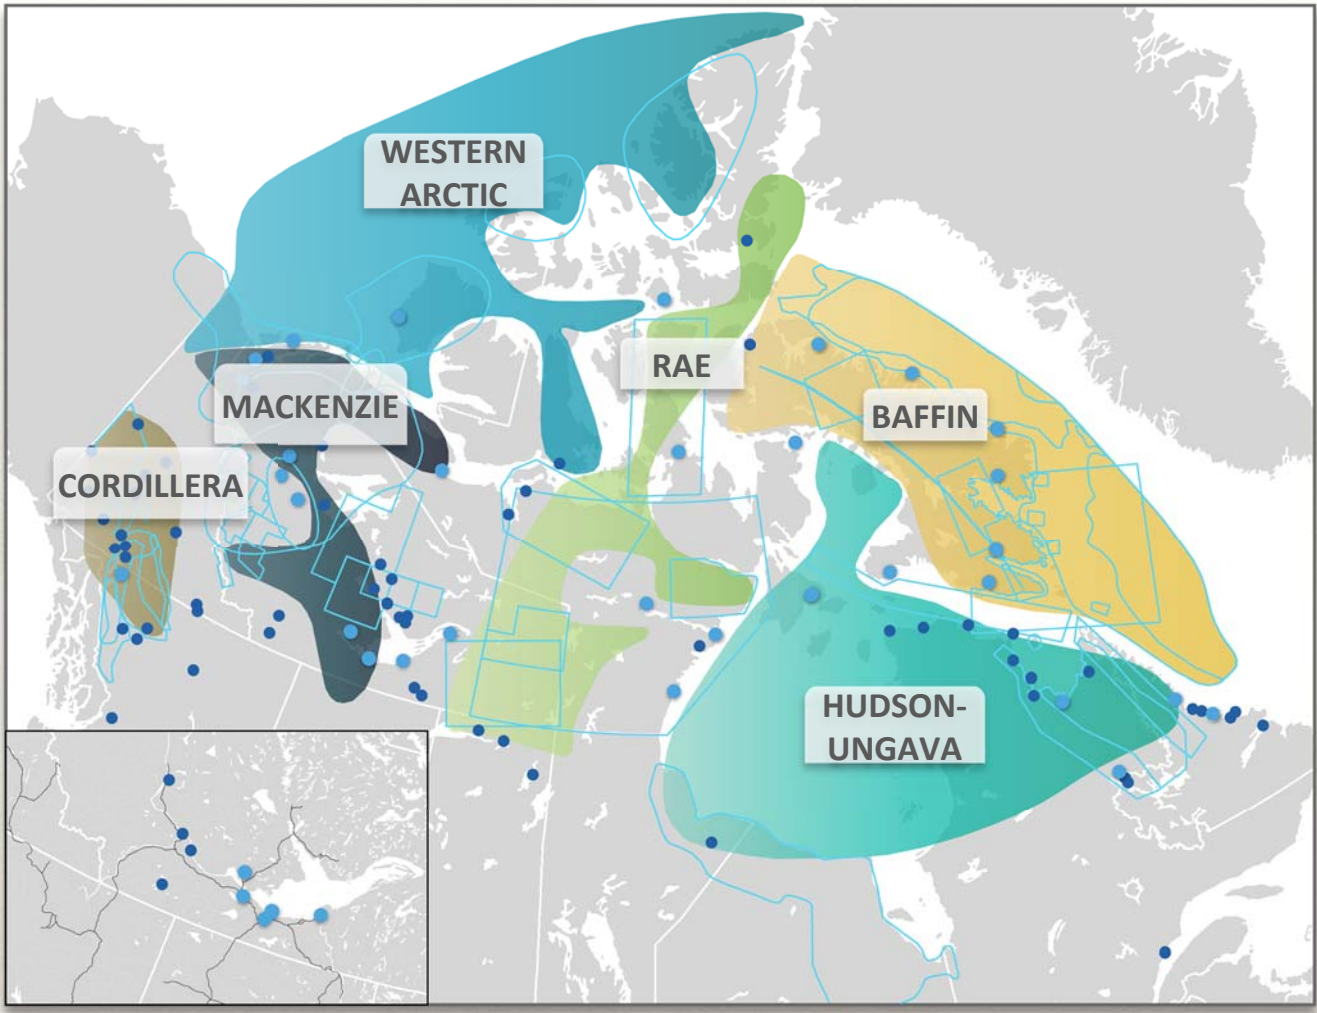 WESTERN
ARCTIC
RAE
MACKENZIE
BAFFIN
CORDILLERA
HUDSON-
UNGAVA